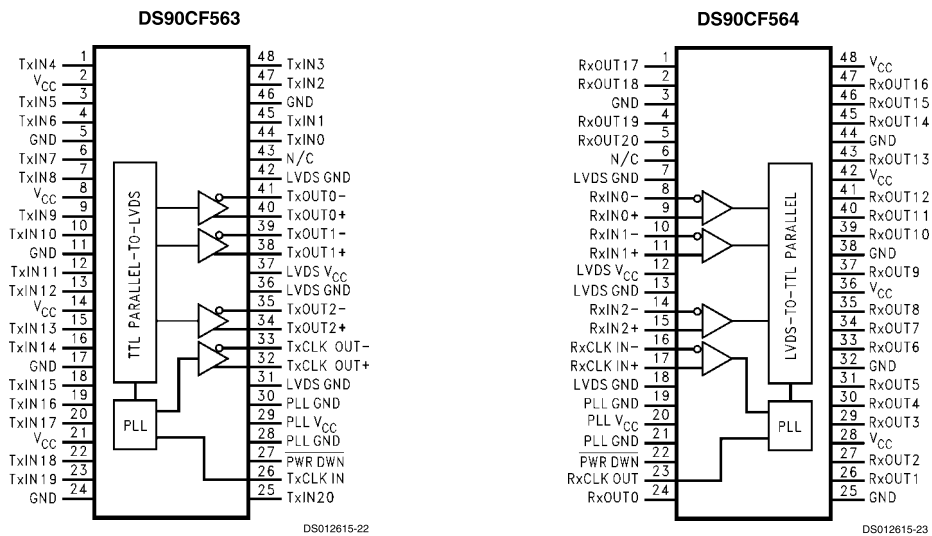 DS90CF563
1 TxIN4
2 VCC
3 TxIN5
4 TxIN6
5 GND
6 TxIN7
7 TxIN8
8 VCC
9 TxIN9
10 TxIN10
11 GND
12 TxIN11
13 TxIN12
14 VCC
15 TxIN13
16 TxIN14
17 GND
18 TxIN15
19 TxIN16
20 TxIN17
21 VCC
22 TxIN18
23 TxIN19
24 GND
TTL PARALLEL-TO-LVDS
PLL
48 TxIN3
47 TxIN2
46 GND
45 TxIN1
44 TxIN0
43 N/C
42 LVDS GND
41 TxOUT0-
40 TxOUT0+
39 TxOUT1-
38 TxOUT1+
37 LVDS VCC
36 LVDS GND
35 TxOUT2-
34 TxOUT2+
33 TxCLK OUT-
32 TxCLK OUT+
31 LVDS GND
30 PLL GND
29 PLL VCC
28 PLL GND
27 PWR DWN
26 TxCLK IN
25 TxIN20
DS012615-22
DS90CF564
1 RxOUT17
2 RxOUT18
3 GND
4 RxOUT19
5 RxOUT20
6 N/C
7 LVDS GND
8 RxIN0-
9 RxIN0+
10 RxIN1-
11 RxIN1+
12 LVDS VCC
13 LVDS GND
14 RxIN2-
15 RxIN2+
16 RxCLK IN-
17 RxCLK IN+
18 LVDS GND
19 PLL GND
20 PLL VCC
21 PLL GND
22 PWR DWN
23 RxCLK OUT
24 RxOUT0
LVDS-TO-TTL PARALLEL
PLL
48 VCC
47 RxOUT16
46 RxOUT15
45 RxOUT14
44 GND
43 RxOUT13
42 VCC
41 RxOUT12
40 RxOUT11
39 RxOUT10
38 GND
37 RxOUT9
36 VCC
35 RxOUT8
34 RxOUT7
33 RxOUT6
32 GND
31 RxOUT5
30 RxOUT4
29 RxOUT3
28 VCC
27 RxOUT2
26 RxOUT1
25 GND
DS012615-23